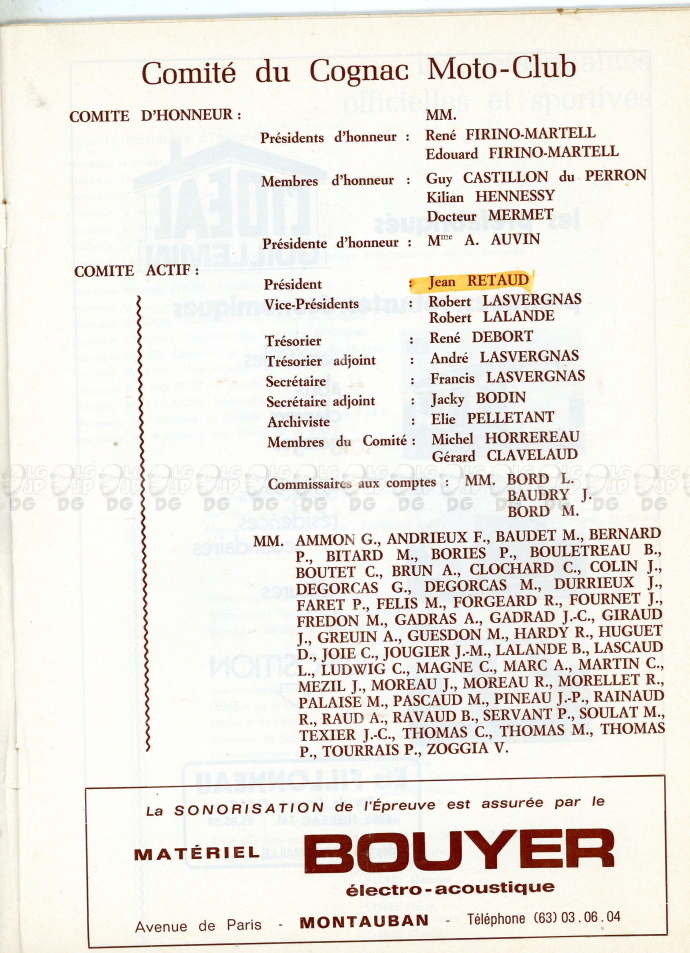 Comité du Cognac Moto-Club
COMITE D'HONNEUR :
MM.
Présidents d'honneur : René FIRINO-MARTELL
Edouard FIRINO-MARTELL
Membres d'honneur : Guy CASTILLON du PERRON
Kilian HENNESSY
Docteur MERMET
Présidente d'honneur : Mme A. AUVIN
COMITE ACTIF :
Président : Jean RETAUD
Vice-Présidents : Robert LASVERGNAS
Robert LALANDE
Trésorier : René DEBORT
Trésorier adjoint : André LASVERGNAS
Secrétaire : Francis LASVERGNAS
Secrétaire adjoint : Jacky BODIN
Archiviste : Elie PELLETANT
Membres du Comité : Michel HORREREAU
Gérard CLAVELAUD
Commissaires aux comptes : MM. BORD L.
BAUDRY J.
BORD M.
MM. AMMON G., ANDRIEUX F., BAUDET M., BERNARD
P., BITARD M., BORIES P., BOULETREAU B.,
BOUTET C., BRUN A., CLOCHARD C., COLIN J.,
DEGORCAS G., DEGORCAS M., DURRIEUX J.,
FARET P., FELIS M., FORGEARD R., FOURNET J.,
FREDON M., GADRAS A., GADRAD J.-C., GIRAUD
J., GREUIN A., GUESDON M., HARDY R., HUGUET
D., JOIE C., JOUGIER J.-M., LALANDE B., LASCAUD
L., LUDWIG C., MAGNE C., MARC A., MARTIN C.,
MEZIL J., MOREAU J., MOREAU R., MORELLET R.,
PALAISE M., PASCAUD M., PINEAU J.-P., RAINAUD
R., RAUD A., RAVAUD B., SERVANT P., SOULAT M.,
TEXIER J.-C., THOMAS C., THOMAS M., THOMAS
P., TOURRAIS P., ZOGGIA V.
La SONORISATION de l'Épreuve est assurée par le
MATÉRIEL BOUYER
électro-acoustique
Avenue de Paris - MONTAUBAN - Téléphone (63) 03.06.04